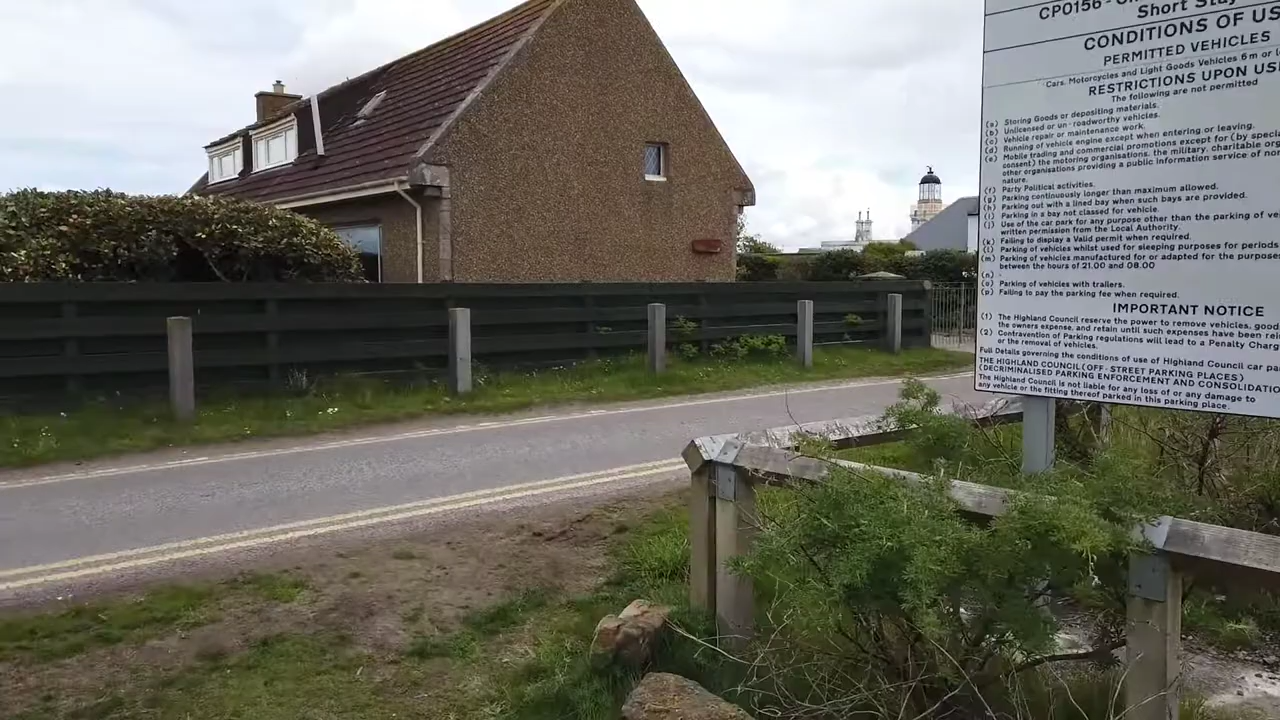 CP0156 -
Short Stay
CONDITIONS OF US
PERMITTED VEHICLES
Cars, Motorcycles and Light Goods Vehicles 6m or
RESTRICTIONS UPON USE
The following are not permitted
(a) Storing Goods or depositing materials.
(b) Unlicensed or un-roadworthy vehicles.
(c) Vehicle repair or maintenance work.
(d) Running of vehicle engine except when entering or leaving.
(e) Mobile trading and commercial promotions except for (by speci
consent) the motoring organisations, the military, charitable org
other organisations providing a public information service of no
nature.
(f) Party Political activities.
(g) Parking continuously longer than maximum allowed.
(h) Parking out with a lined bay when such bays are provided.
(i) Parking in a bay not classed for vehicle.
(j) Use of the car park for any purpose other than the parking of ve
written permission from the Local Authority.
(k) Failing to display a Valid permit when required.
(l) Parking of vehicles whilst used for sleeping purposes for periods
(m) Parking of vehicles manufactured for or adapted for the purposes
between the hours of 21.00 and 08.00
(n) -
(o) Parking of vehicles with trailers.
(p) Failing to pay the parking fee when required.
IMPORTANT NOTICE
(1) The Highland Council reserve the power to remove vehicles, good
the owners expense, and retain until such expenses have been rei
(2) Contravention of Parking regulations will lead to a Penalty Charg
or the removal of vehicles.
Full Details governing the conditions of use of Highland Council car pa
THE HIGHLAND COUNCIL (OFF-STREET PARKING PLACES)
(DECRIMINALISED PARKING ENFORCEMENT AND CONSOLIDATIO
The Highland Council is not liable for any loss of or any damage to
any vehicle or the fitting thereof parked in this parking place.